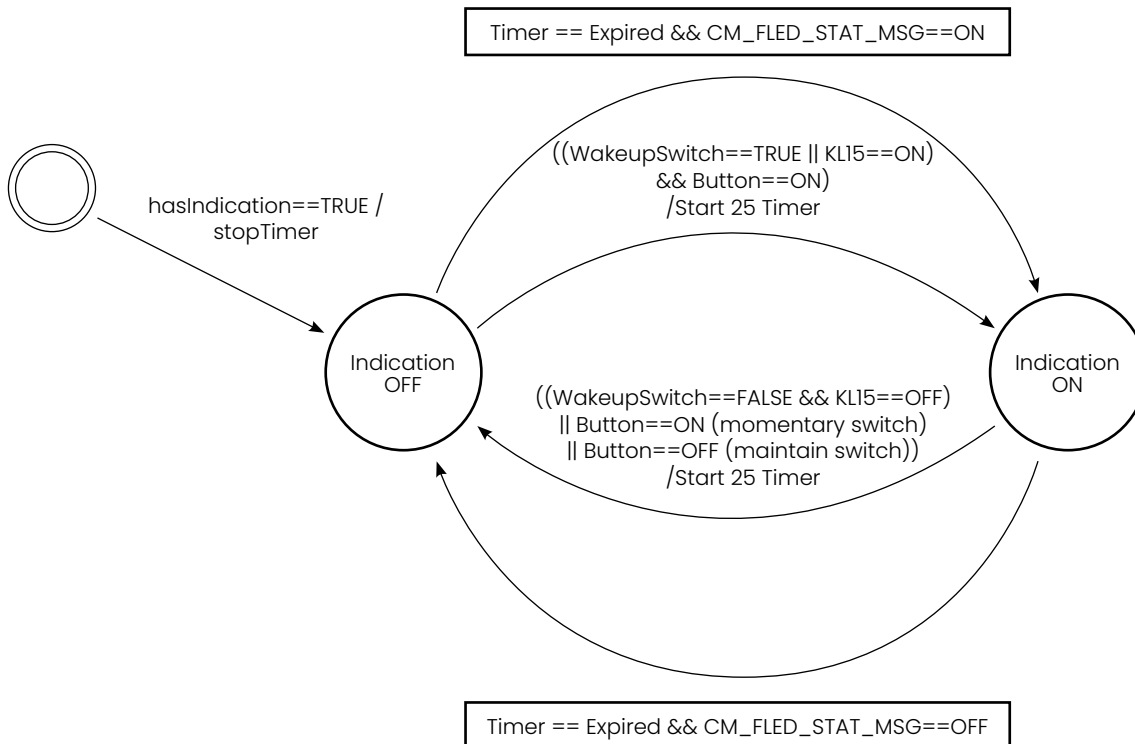 Timer == Expired && CM_FLED_STAT_MSG==ON
((WakeupSwitch==TRUE || KL15==ON)
&& Button==ON)
/Start 25 Timer
hasIndication==TRUE /
stopTimer
Indication
OFF
Indication
ON
((WakeupSwitch==FALSE && KL15==OFF)
|| Button==ON (momentary switch)
|| Button==OFF (maintain switch))
/Start 25 Timer
Timer == Expired && CM_FLED_STAT_MSG==OFF